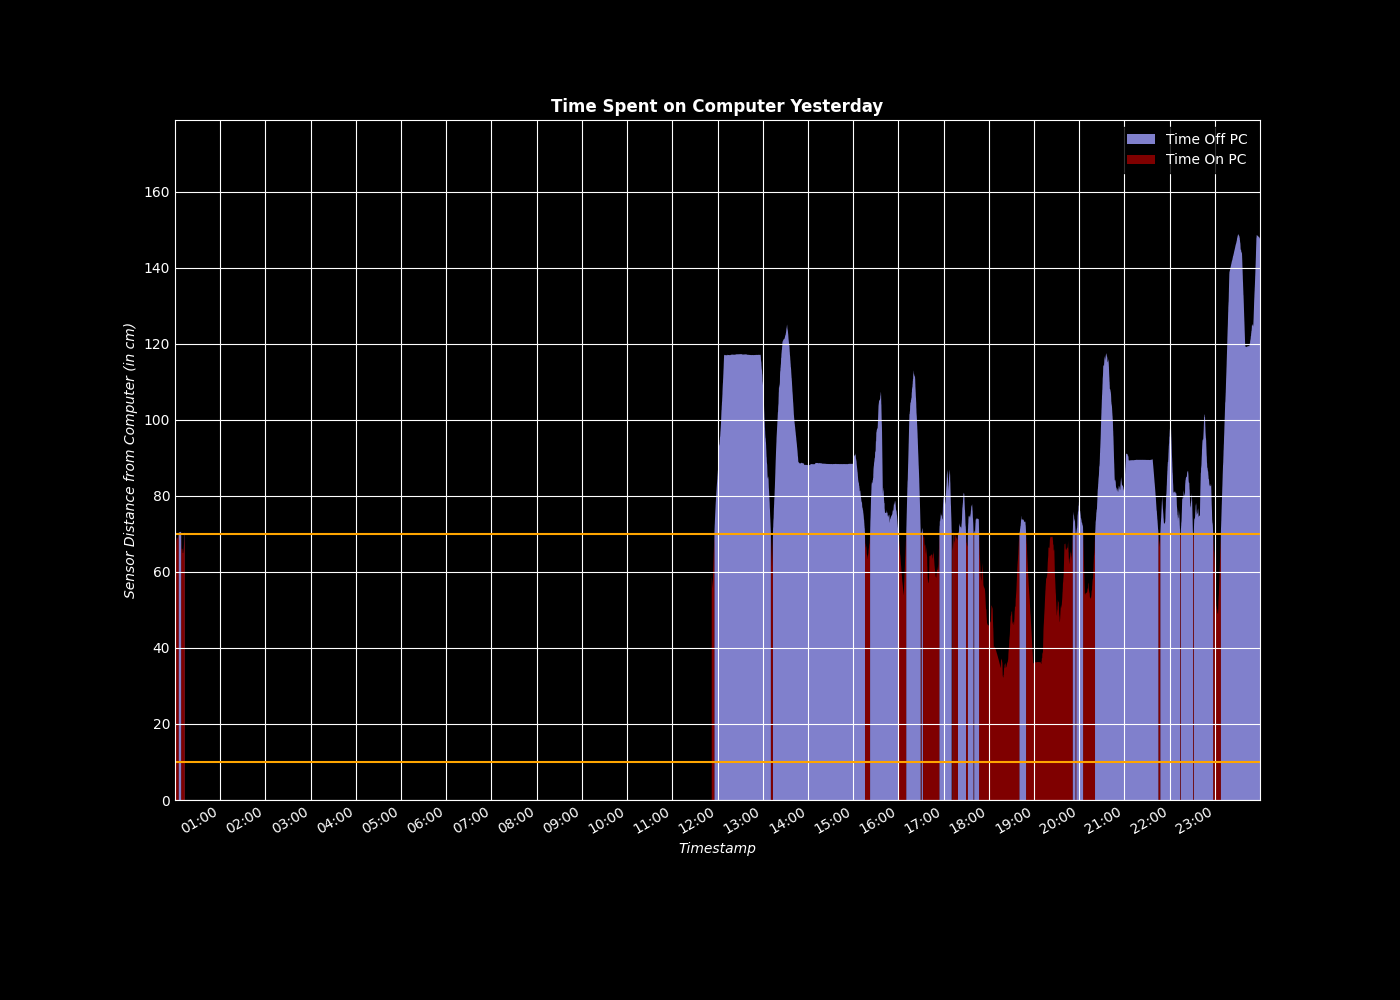 Time Spent on Computer Yesterday
Time Off PC
Time On PC
160
140
120
100
80
60
40
20
0
Sensor Distance from Computer (in cm)
01:00 02:00 03:00 04:00 05:00 06:00 07:00 08:00 09:00 10:00 11:00 12:00 13:00 14:00 15:00 16:00 17:00 18:00 19:00 20:00 21:00 22:00 23:00
Timestamp